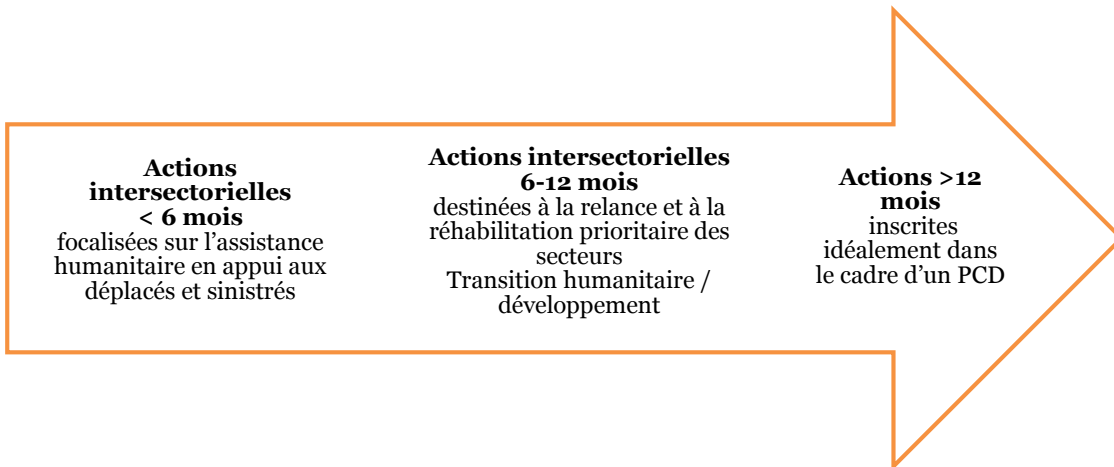 Actions
intersectorielles
< 6 mois
focalisées sur l’assistance
humanitaire en appui aux
déplacés et sinistrés
Actions intersectorielles
6-12 mois
destinées à la relance et à la
réhabilitation prioritaire des
secteurs
Transition humanitaire /
développement
Actions >12
mois
inscrites
idéalement dans
le cadre d’un PCD